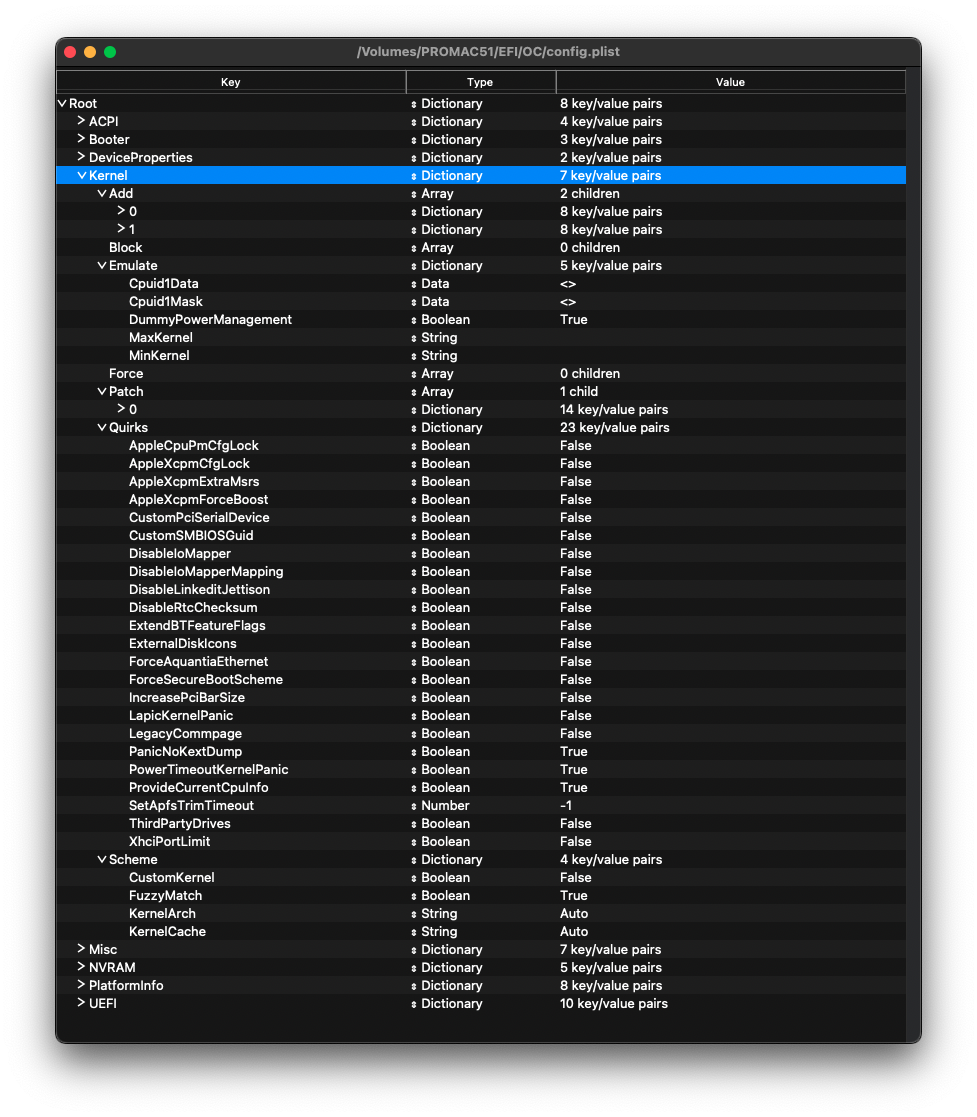 /Volumes/PROMAC51/EFI/OC/config.plist
Key Type Value
Root Dictionary 8 key/value pairs
ACPI Dictionary 4 key/value pairs
Booter Dictionary 3 key/value pairs
DeviceProperties Dictionary 2 key/value pairs
Kernel Dictionary 7 key/value pairs
Add Array 2 children
0 Dictionary 8 key/value pairs
1 Dictionary 8 key/value pairs
Block Array 0 children
Emulate Dictionary 5 key/value pairs
Cpuid1Data Data <>
Cpuid1Mask Data <>
DummyPowerManagement Boolean True
MaxKernel String
MinKernel String
Force Array 0 children
Patch Array 1 child
0 Dictionary 14 key/value pairs
Quirks Dictionary 23 key/value pairs
AppleCpuPmCfgLock Boolean False
AppleXcpmCfgLock Boolean False
AppleXcpmExtraMsrs Boolean False
AppleXcpmForceBoost Boolean False
CustomPciSerialDevice Boolean False
CustomSMBIOSGuid Boolean False
DisableIoMapper Boolean False
DisableIoMapperMapping Boolean False
DisableLinkeditJettison Boolean False
DisableRtcChecksum Boolean False
ExtendBTFeatureFlags Boolean False
ExternalDiskIcons Boolean False
ForceAquantiaEthernet Boolean False
ForceSecureBootScheme Boolean False
IncreasePciBarSize Boolean False
LapicKernelPanic Boolean False
LegacyCommpage Boolean False
PanicNoKextDump Boolean True
PowerTimeoutKernelPanic Boolean True
ProvideCurrentCpuInfo Boolean True
SetApfsTrimTimeout Number -1
ThirdPartyDrives Boolean False
XhciPortLimit Boolean False
Scheme Dictionary 4 key/value pairs
CustomKernel Boolean False
FuzzyMatch Boolean True
KernelArch String Auto
KernelCache String Auto
Misc Dictionary 7 key/value pairs
NVRAM Dictionary 5 key/value pairs
PlatformInfo Dictionary 8 key/value pairs
UEFI Dictionary 10 key/value pairs